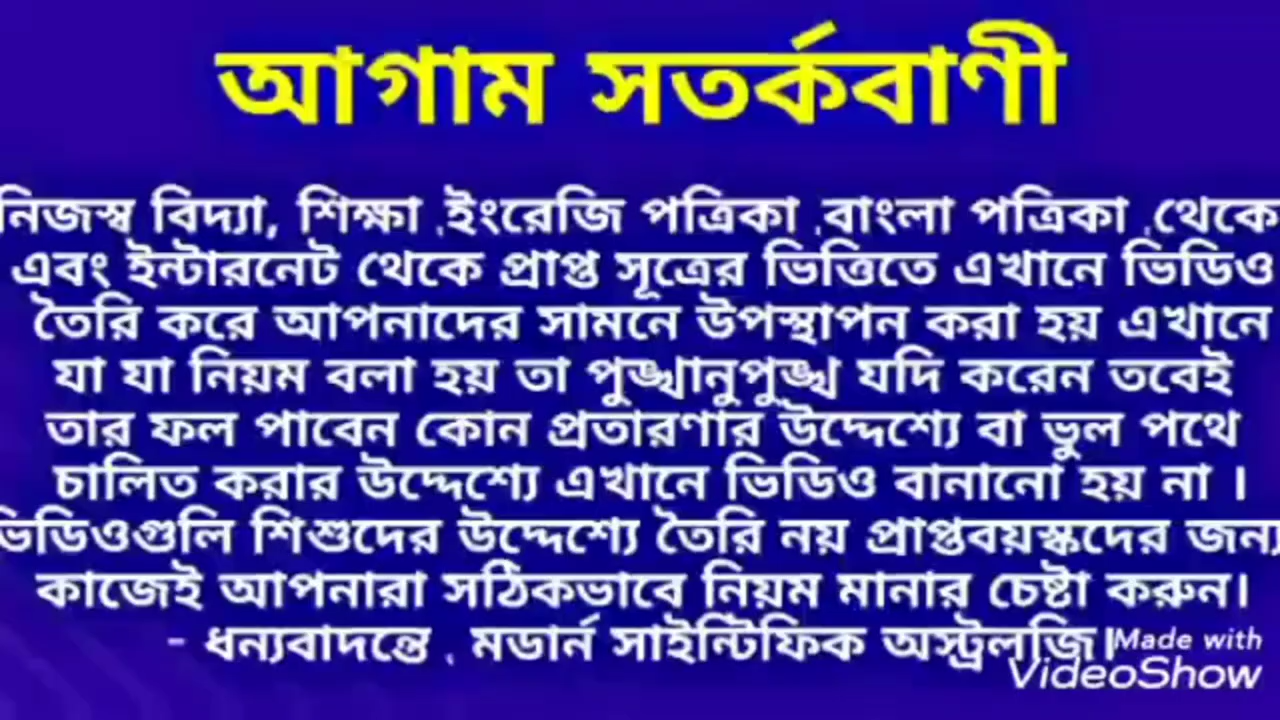 আগাম সতর্কবাণী
নিজস্ব বিদ্যা, শিক্ষা ,ইংরেজি পত্রিকা ,বাংলা পত্রিকা ,থেকে
এবং ইন্টারনেট থেকে প্রাপ্ত সূত্রের ভিত্তিতে এখানে ভিডিও
তৈরি করে আপনাদের সামনে উপস্থাপন করা হয় এখানে
যা যা নিয়ম বলা হয় তা পুঙ্খানুপুঙ্খ যদি করেন তবেই
তার ফল পাবেন কোন প্রতারণার উদ্দেশ্যে বা ভুল পথে
চালিত করার উদ্দেশ্যে এখানে ভিডিও বানানো হয় না ।
ভিডিওগুলি শিশুদের উদ্দেশ্যে তৈরি নয় প্রাপ্তবয়স্কদের জন্য
কাজেই আপনারা সঠিকভাবে নিয়ম মানার চেষ্টা করুন।
- ধন্যবাদন্তে , মডার্ন সাইন্টিফিক অস্ট্রলজি।
Made with
VideoShow